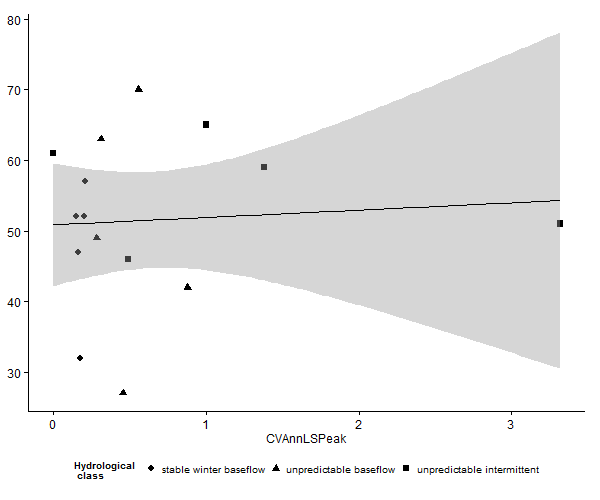 80
70
60
50
40
30
0 1 2 3
CVAnnLSPeak
Hydrological
class
stable winter baseflow unpredictable baseflow unpredictable intermittent